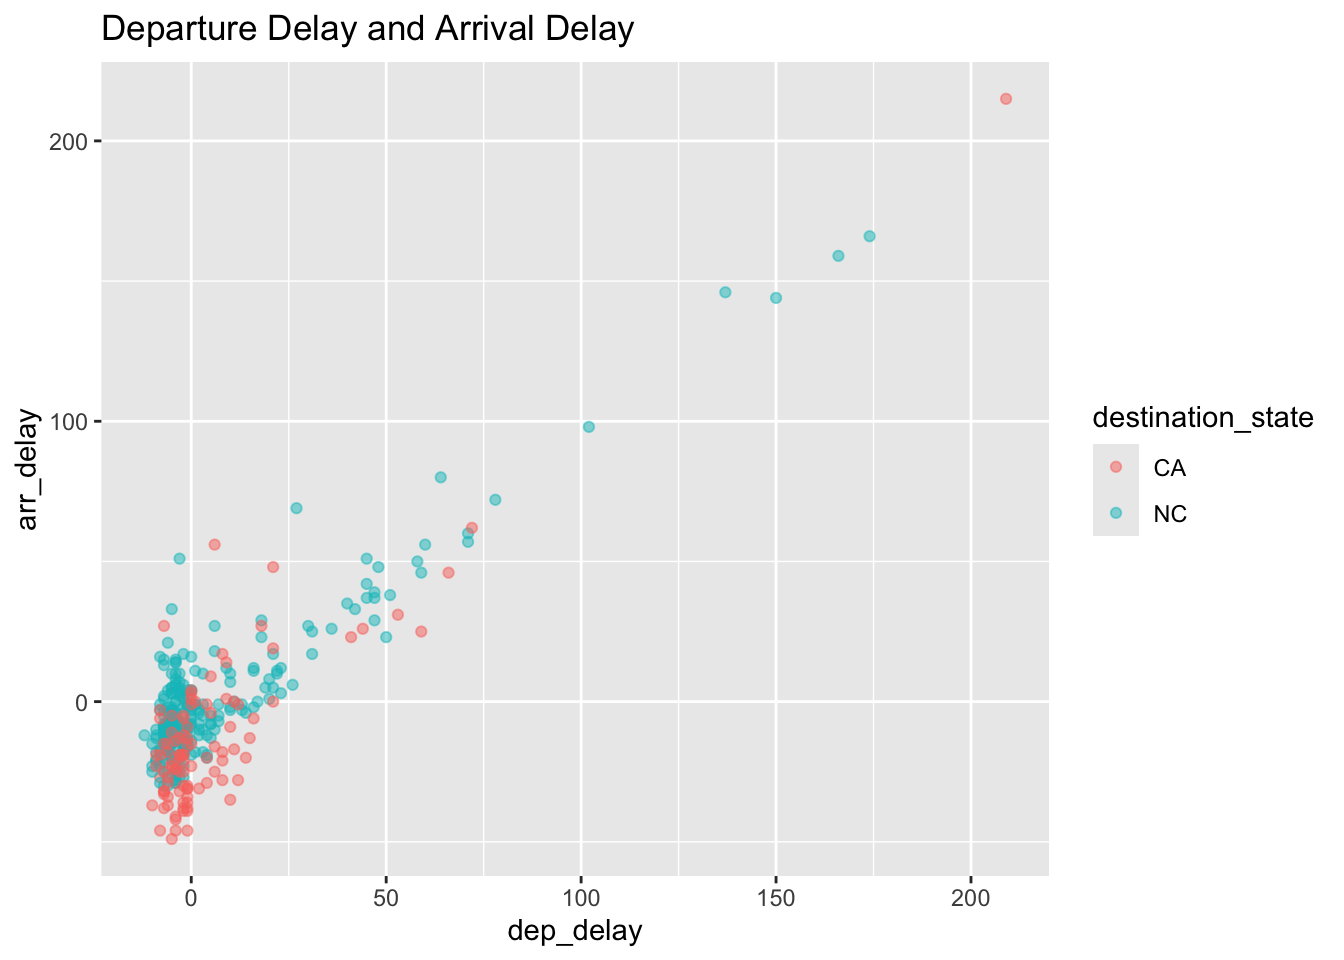 Departure Delay and Arrival Delay
200
100
0
arr_delay
0 50 100 150 200
dep_delay
destination_state
CA
NC